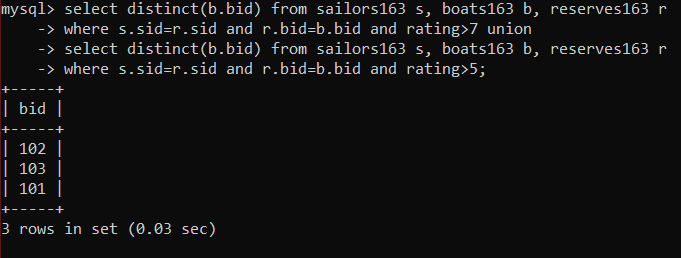 mysql> select distinct(b.bid) from sailors163 s, boats163 b, reserves163 r
    -> where s.sid=r.sid and r.bid=b.bid and rating>7 union
    -> select distinct(b.bid) from sailors163 s, boats163 b, reserves163 r
    -> where s.sid=r.sid and r.bid=b.bid and rating>5;
+-----+
| bid |
+-----+
| 102 |
| 103 |
| 101 |
+-----+
3 rows in set (0.03 sec)